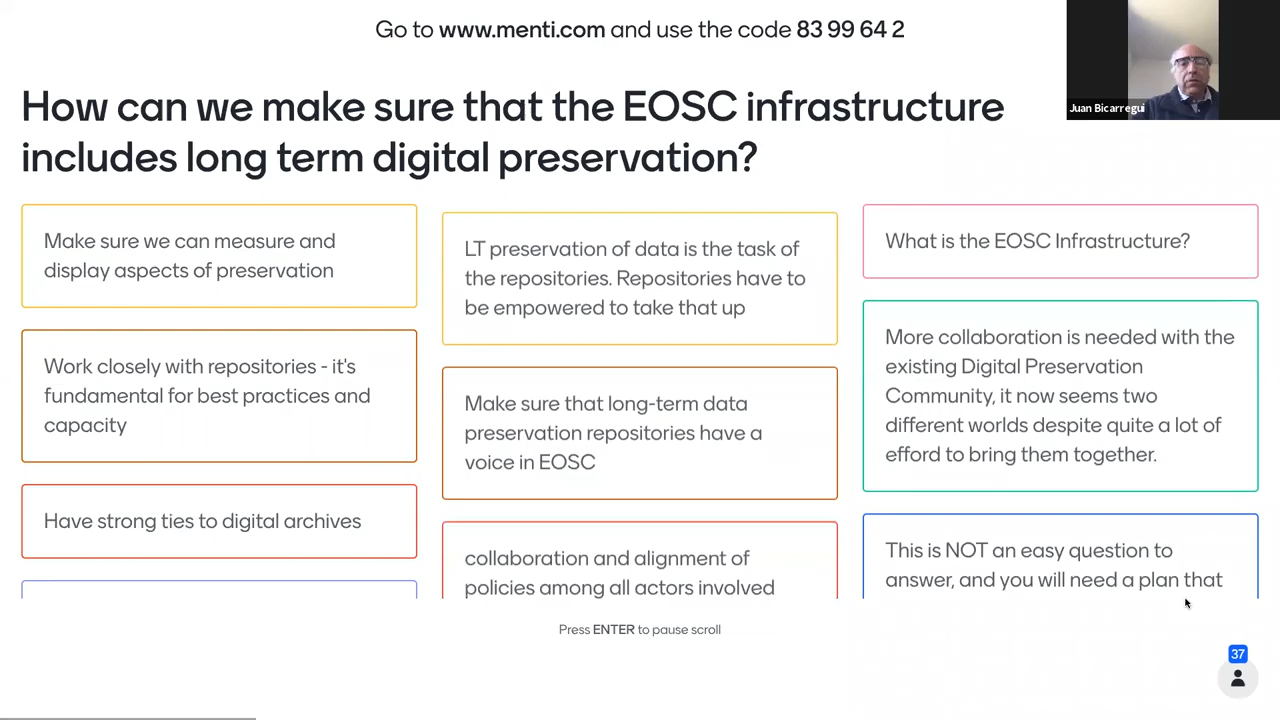 Go to www.menti.com and use the code 83 99 64 2
Juan Bicarregui
How can we make sure that the EOSC infrastructure
includes long term digital preservation?
Make sure we can measure and
display aspects of preservation
Work closely with repositories - it's
fundamental for best practices and
capacity
Have strong ties to digital archives
LT preservation of data is the task of
the repositories. Repositories have to
be empowered to take that up
Make sure that long-term data
preservation repositories have a
voice in EOSC
collaboration and alignment of
policies among all actors involved
What is the EOSC Infrastructure?
More collaboration is needed with the
existing Digital Preservation
Community, it now seems two
different worlds despite quite a lot of
efford to bring them together.
This is NOT an easy question to
answer, and you will need a plan that
Press ENTER to pause scroll
37